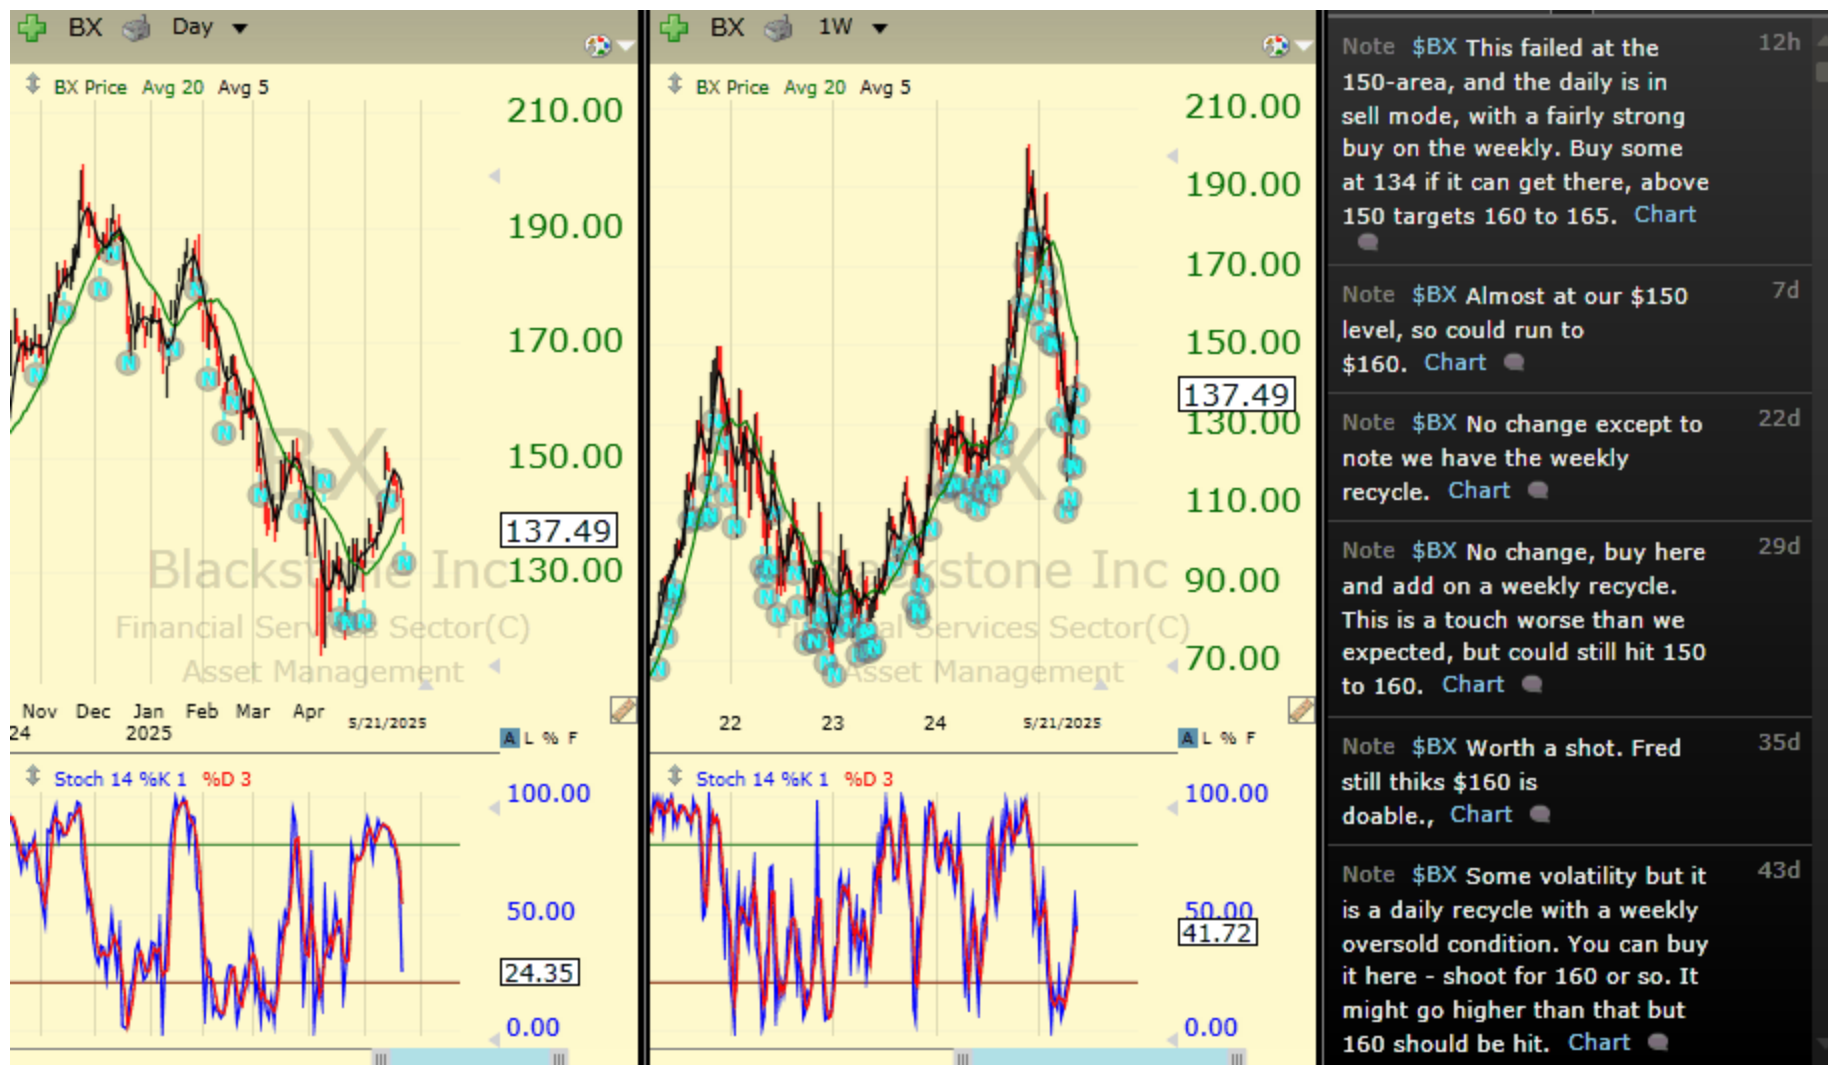 BX Day
BX Price Avg 20 Avg 5
210.00
190.00
170.00
150.00
137.49
130.00
BX
Blackstone Inc
Financial Services Sector(C)
Asset Management
Nov Dec Jan Feb Mar Apr 5/21/2025
24 2025
A L % F
Stoch 14 %K 1 %D 3
100.00
50.00
24.35
0.00
BX 1W
BX Price Avg 20 Avg 5
210.00
190.00
170.00
150.00
137.49
130.00
110.00
90.00
70.00
Blackstone Inc
Financial Services Sector(C)
Asset Management
22 23 24 5/21/2025
A L % F
Stoch 14 %K 1 %D 3
100.00
50.00
41.72
0.00
Note $BX This failed at the 12h
150-area, and the daily is in
sell mode, with a fairly strong
buy on the weekly. Buy some
at 134 if it can get there, above
150 targets 160 to 165. Chart
Note $BX Almost at our $150 7d
level, so could run to
$160. Chart
Note $BX No change except to 22d
note we have the weekly
recycle. Chart
Note $BX No change, buy here 29d
and add on a weekly recycle.
This is a touch worse than we
expected, but could still hit 150
to 160. Chart
Note $BX Worth a shot. Fred 35d
still thiks $160 is
doable., Chart
Note $BX Some volatility but it 43d
is a daily recycle with a weekly
oversold condition. You can buy
it here - shoot for 160 or so. It
might go higher than that but
160 should be hit. Chart